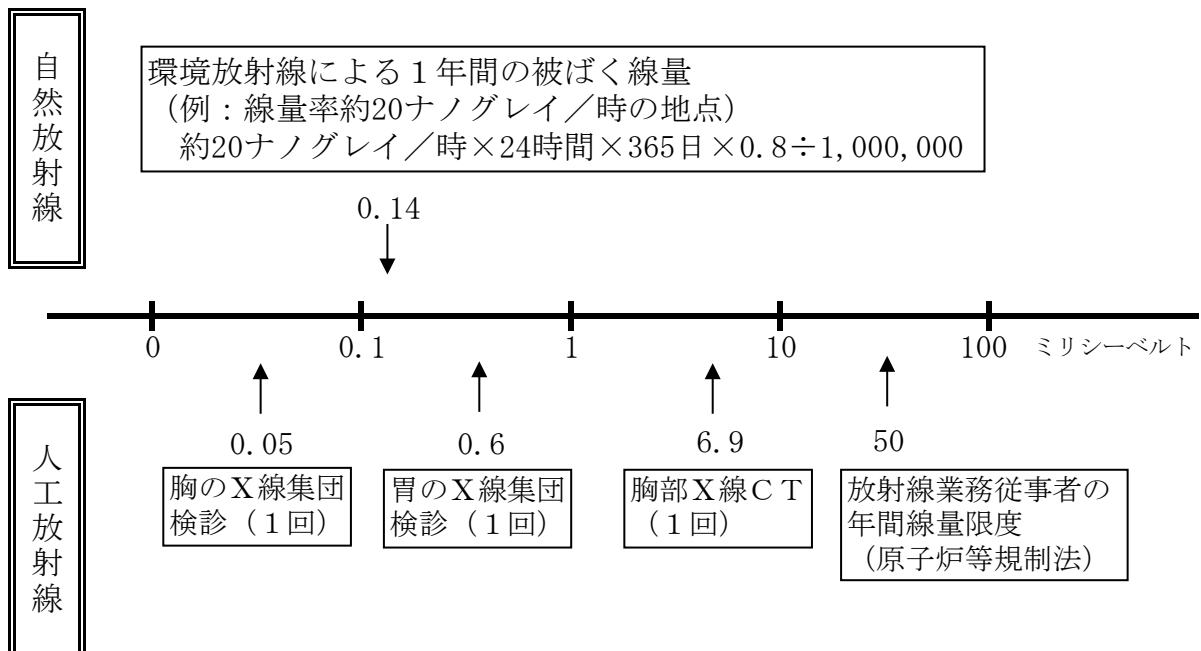 自然放射線
環境放射線による１年間の被ばく線量
（例：線量率約20ナノグレイ／時の地点）
約20ナノグレイ／時×24時間×365日×0.8÷1,000,000
0.14
0 0.1 1 10 100 ミリシーベルト
0.05 0.6 6.9 50
胸のＸ線集団
検診（１回）
胃のＸ線集団
検診（１回）
胸部Ｘ線ＣＴ
（１回）
放射線業務従事者の
年間線量限度
（原子炉等規制法）
人工放射線